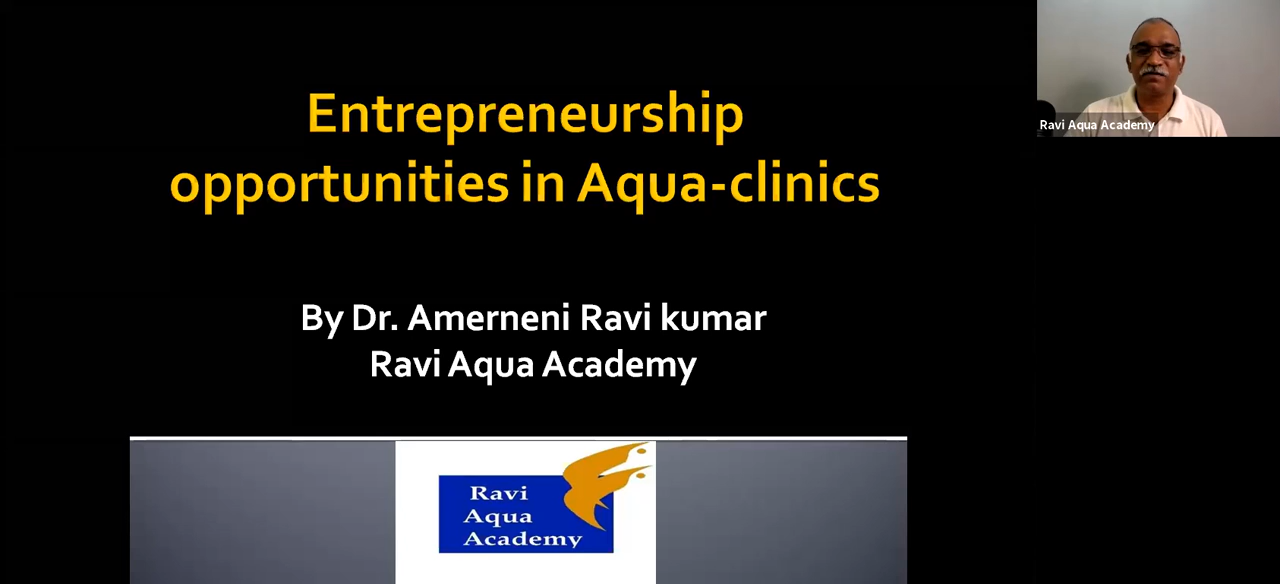 Entrepreneurship
opportunities in Aqua-clinics
By Dr. Amerneni Ravi kumar
Ravi Aqua Academy
Ravi
Aqua
Academy
Ravi Aqua Academy